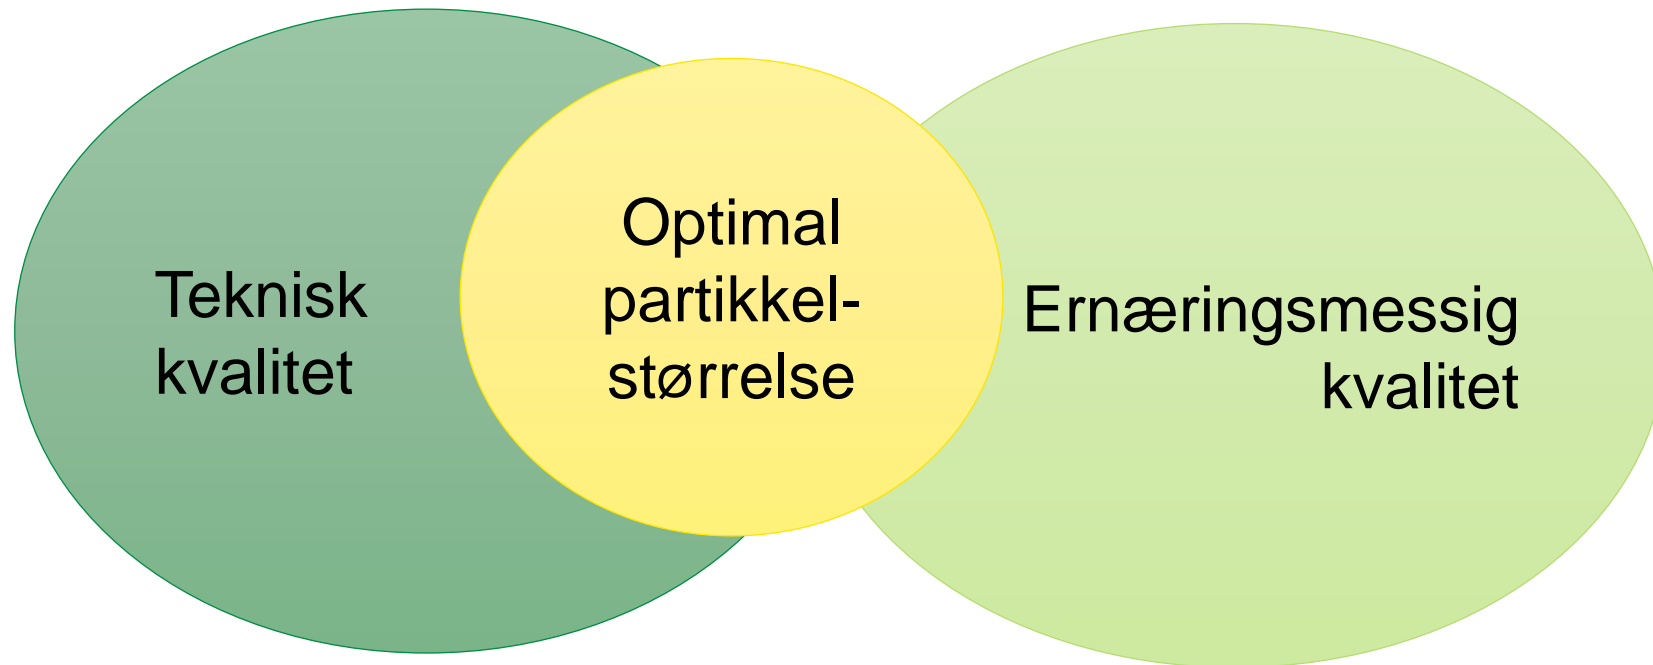 Teknisk
kvalitet
Optimal
partikkel-
størrelse
Ernæringsmessig
kvalitet